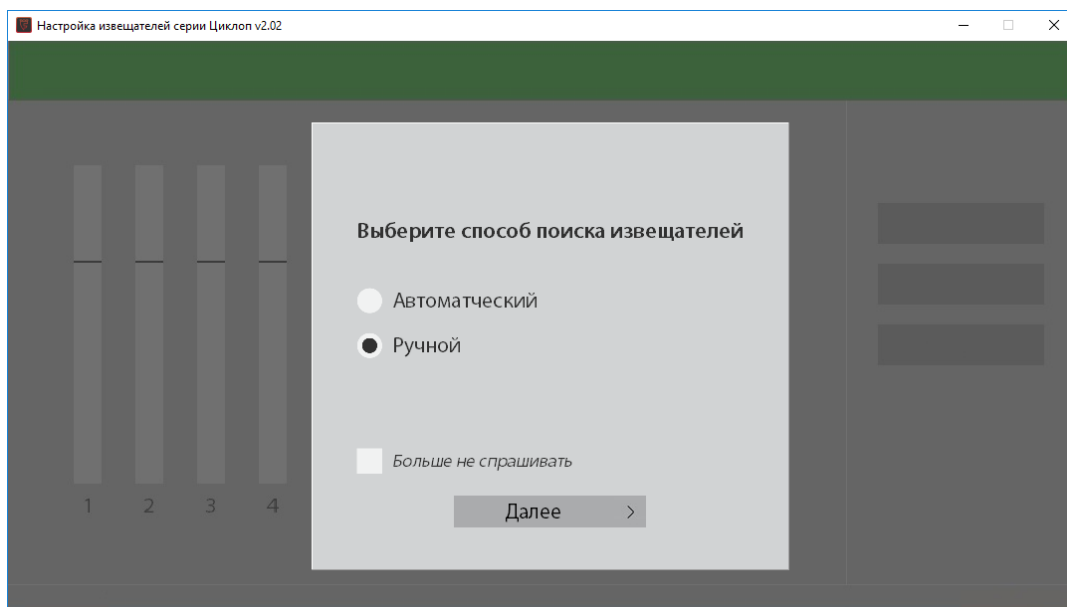 Настройка извещателей серии Циклоп v2.02
Выберите способ поиска извещателей
Автоматческий
Ручной
Больше не спрашивать
Далее
1 2 3 4